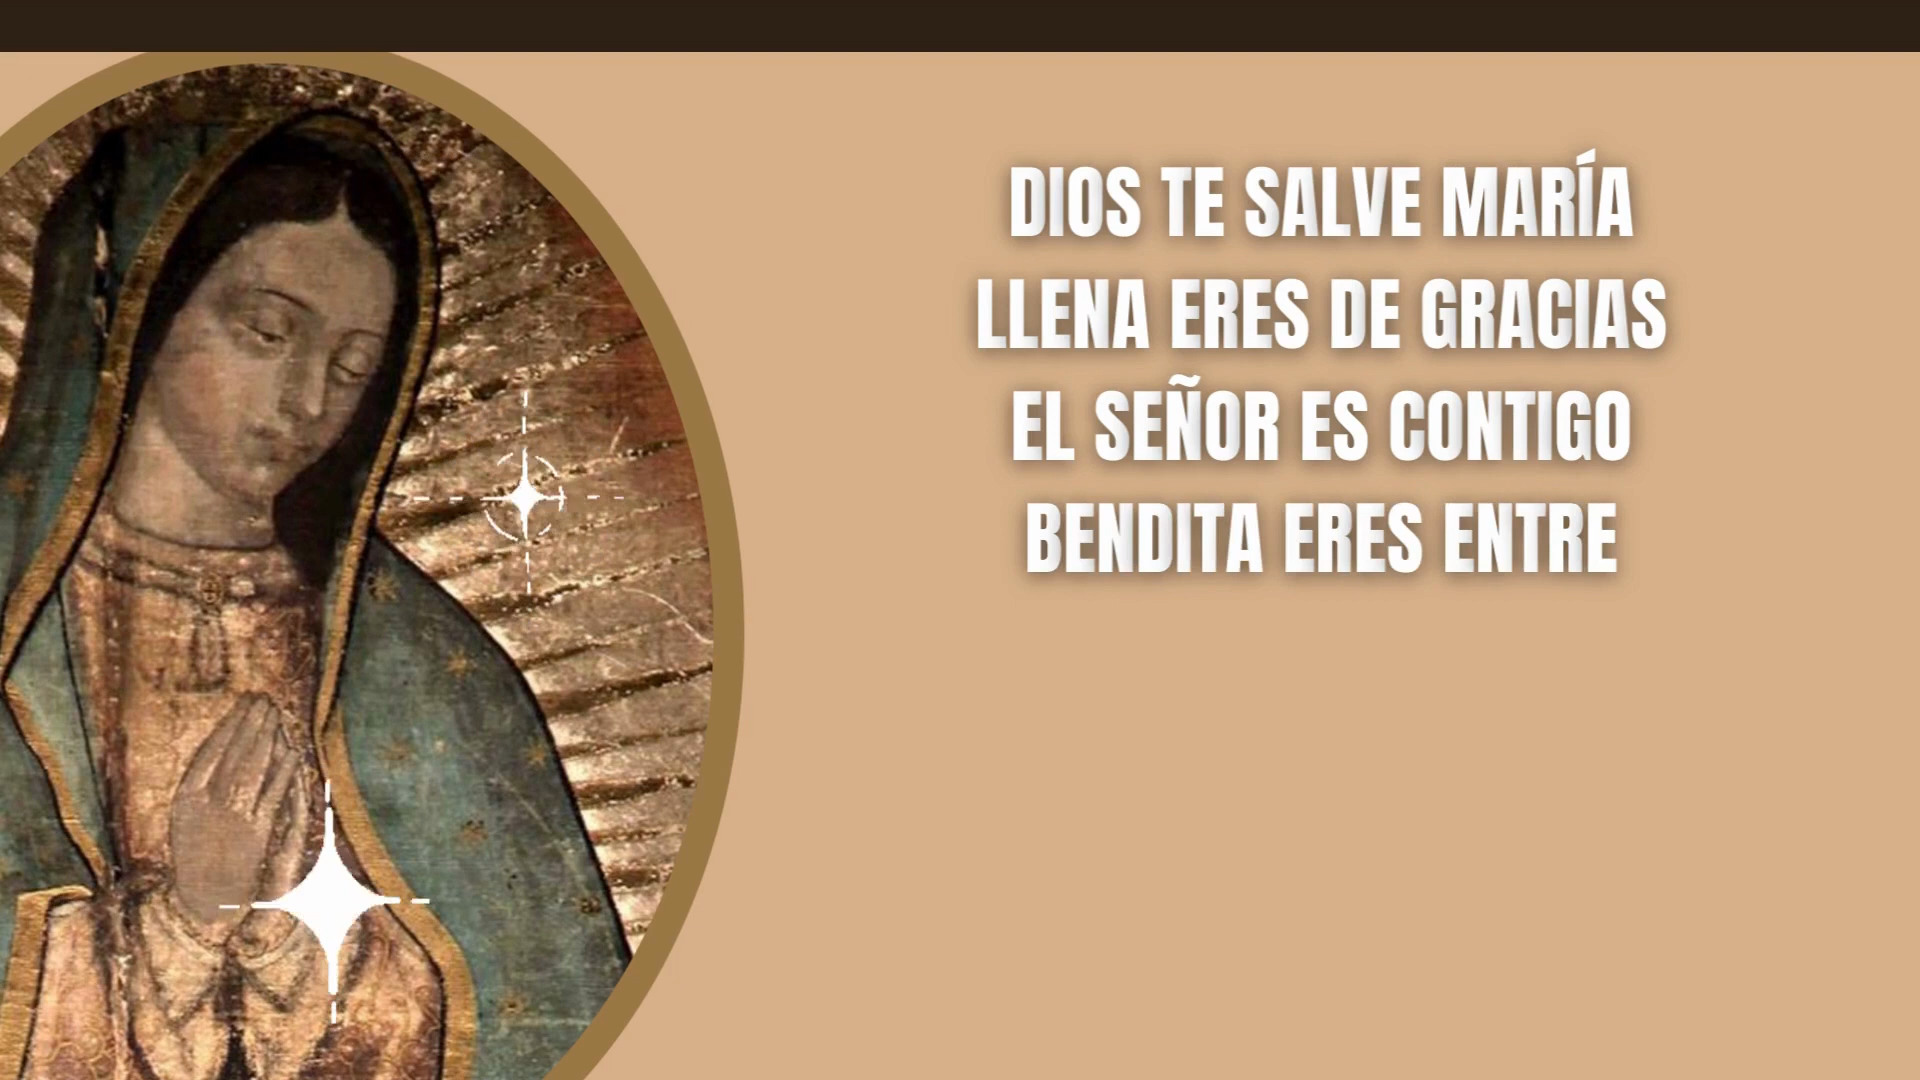 DIOS TE SALVE MARÍA
LLENA ERES DE GRACIAS
EL SEÑOR ES CONTIGO
BENDITA ERES ENTRE